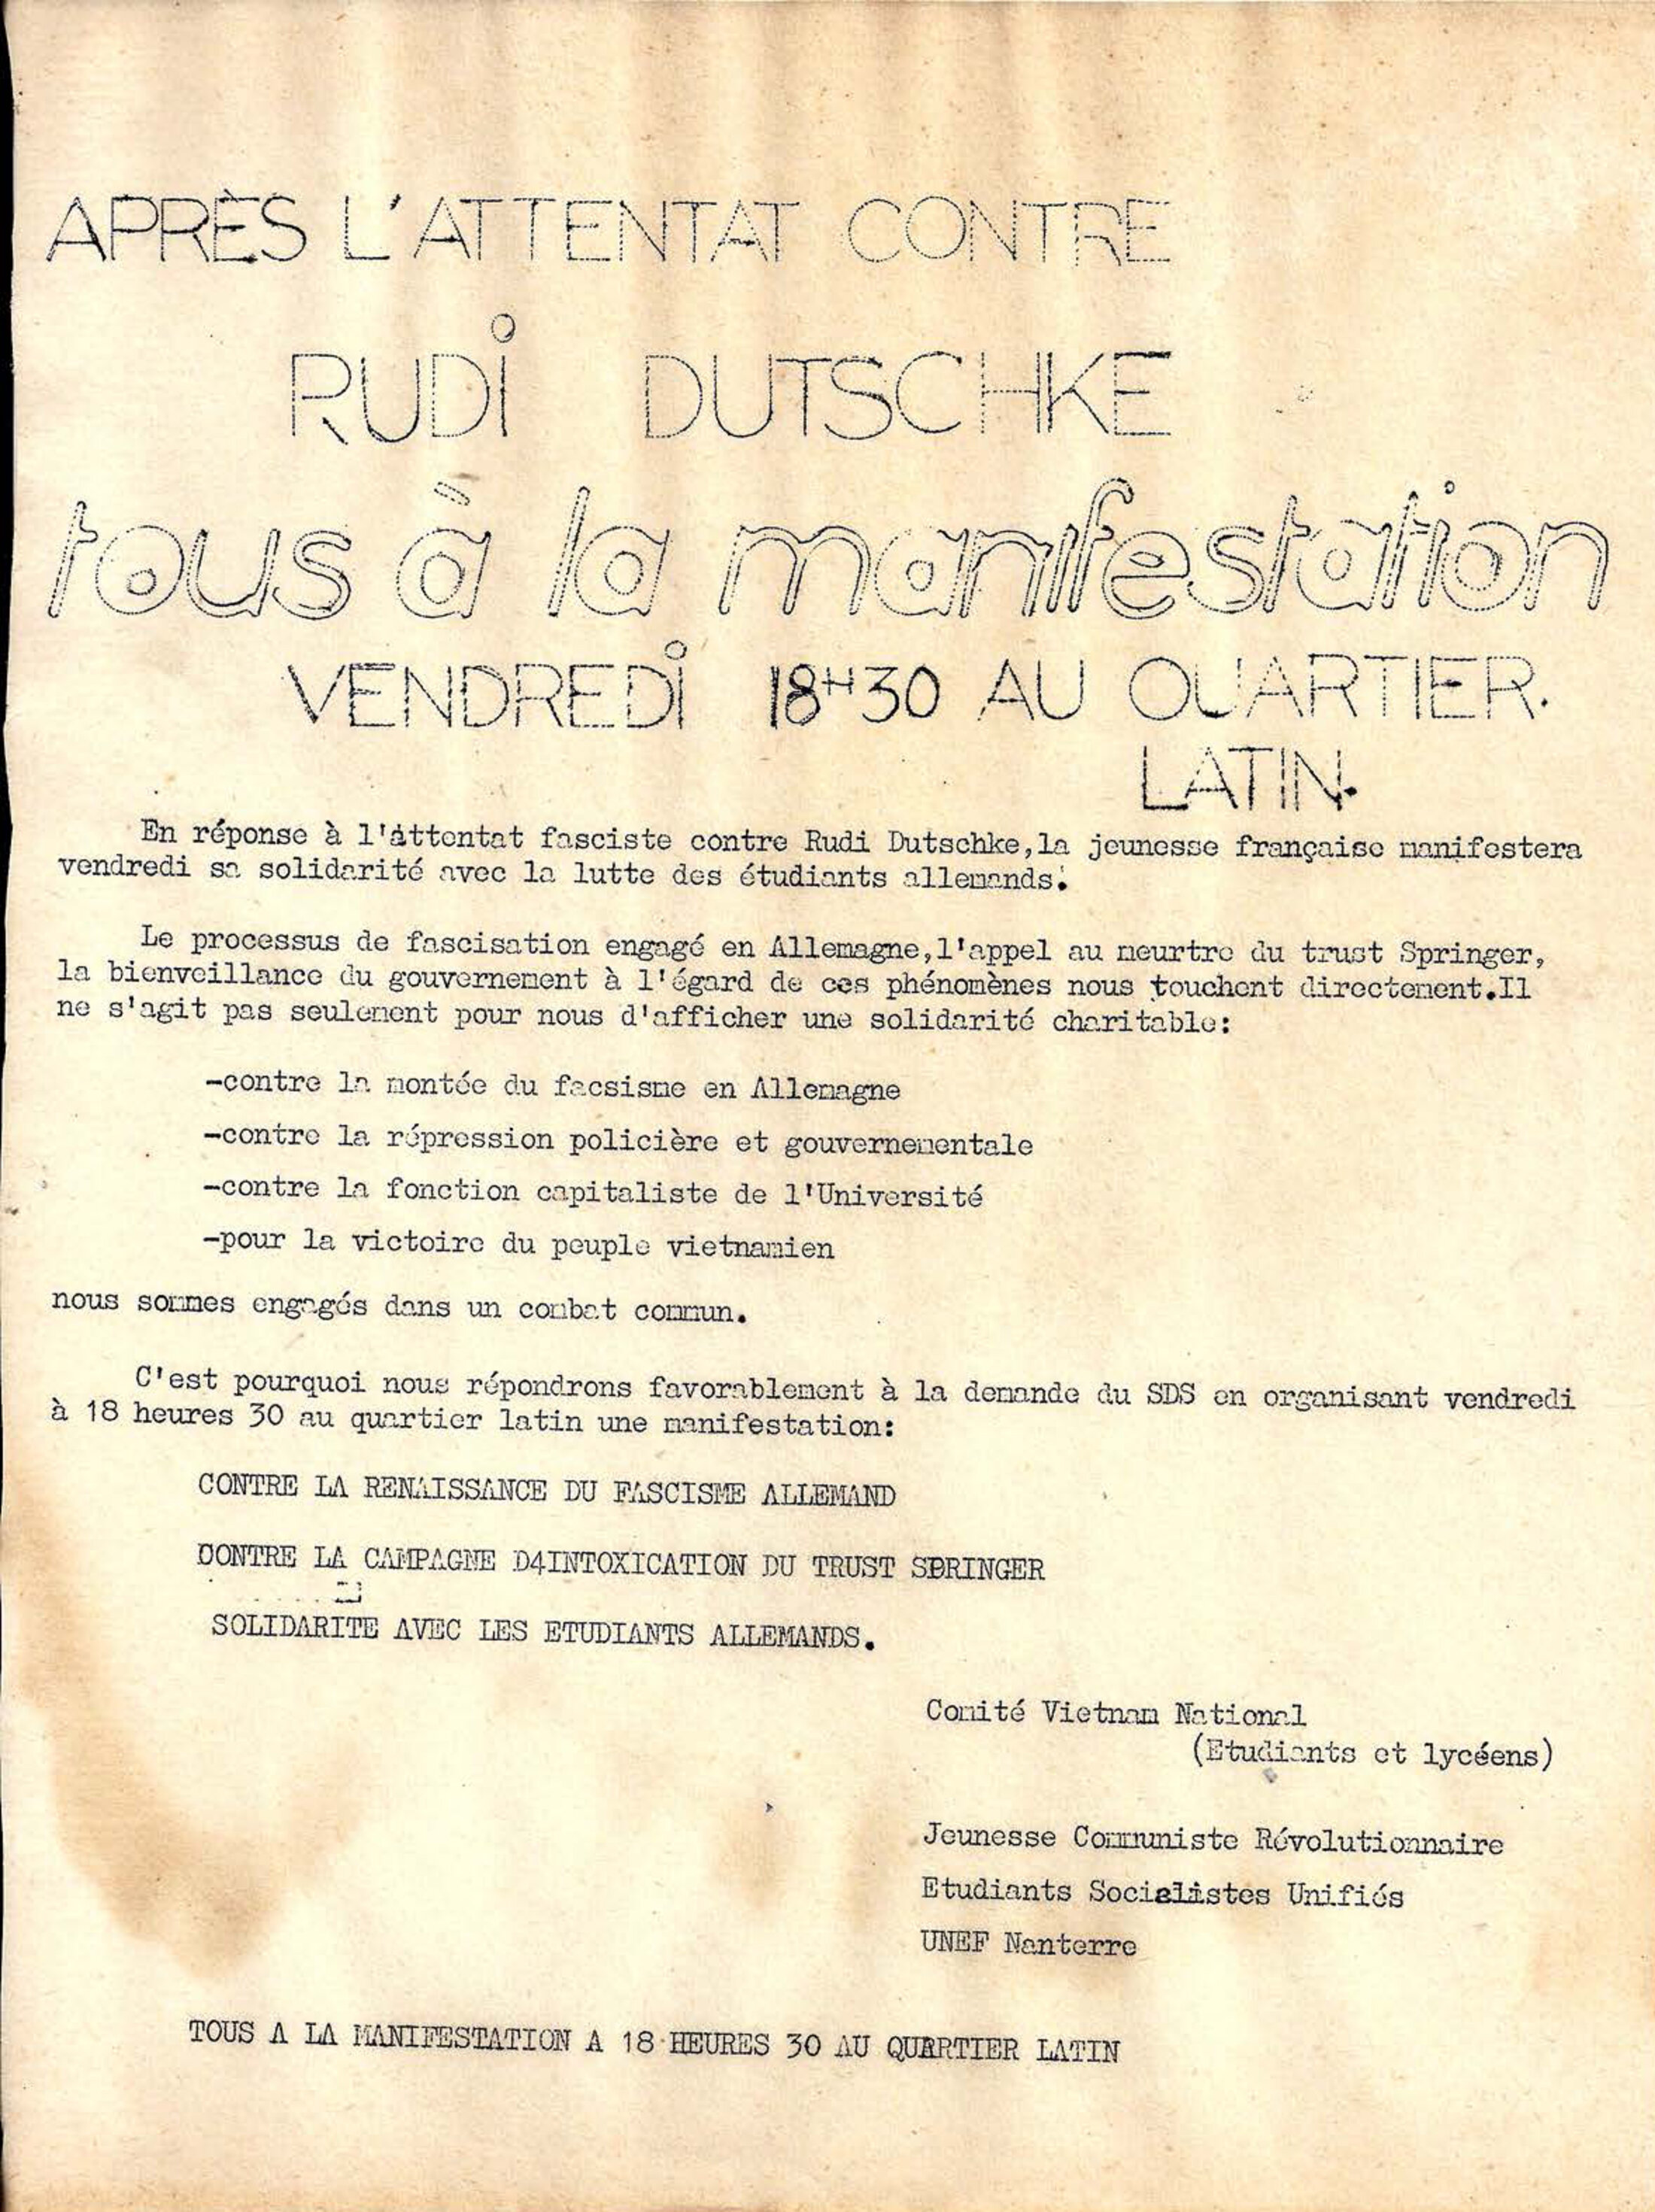 APRÈS L'ATTENTAT CONTRE
RUDI DUTSCHKE
tous à la manifestation
VENDREDI 18H30 AU QUARTIER.
LATIN.
En réponse à l'attentat fasciste contre Rudi Dutschke,la jeunesse française manifestera
vendredi sa solidarité avec la lutte des étudiants allemands.
Le processus de fascisation engagé en Allemagne,l'appel au meurtre du trust Springer,
la bienveillance du gouvernement à l'égard de ces phénomènes nous touchent directement.Il
ne s'agit pas seulement pour nous d'afficher une solidarité charitable:
-contre la montée du facsisme en Allemagne
-contre la répression policière et gouvernementale
-contre la fonction capitaliste de l'Université
-pour la victoire du peuple vietnamien
nous sommes engagés dans un combat commun.
C'est pourquoi nous répondrons favorablement à la demande du SDS en organisant vendredi
à 18 heures 30 au quartier latin une manifestation:
CONTRE LA RENAISSANCE DU FASCISME ALLEMAND
CONTRE LA CAMPAGNE D4INTOXICATION DU TRUST SPRINGER
SOLIDARITE AVEC LES ETUDIANTS ALLEMANDS.
Comité Vietnam National
(Etudiants et lycéens)
Jeunesse Communiste Révolutionnaire
Etudiants Socialistes Unifiés
UNEF Nanterre
TOUS A LA MANIFESTATION A 18 HEURES 30 AU QUARTIER LATIN